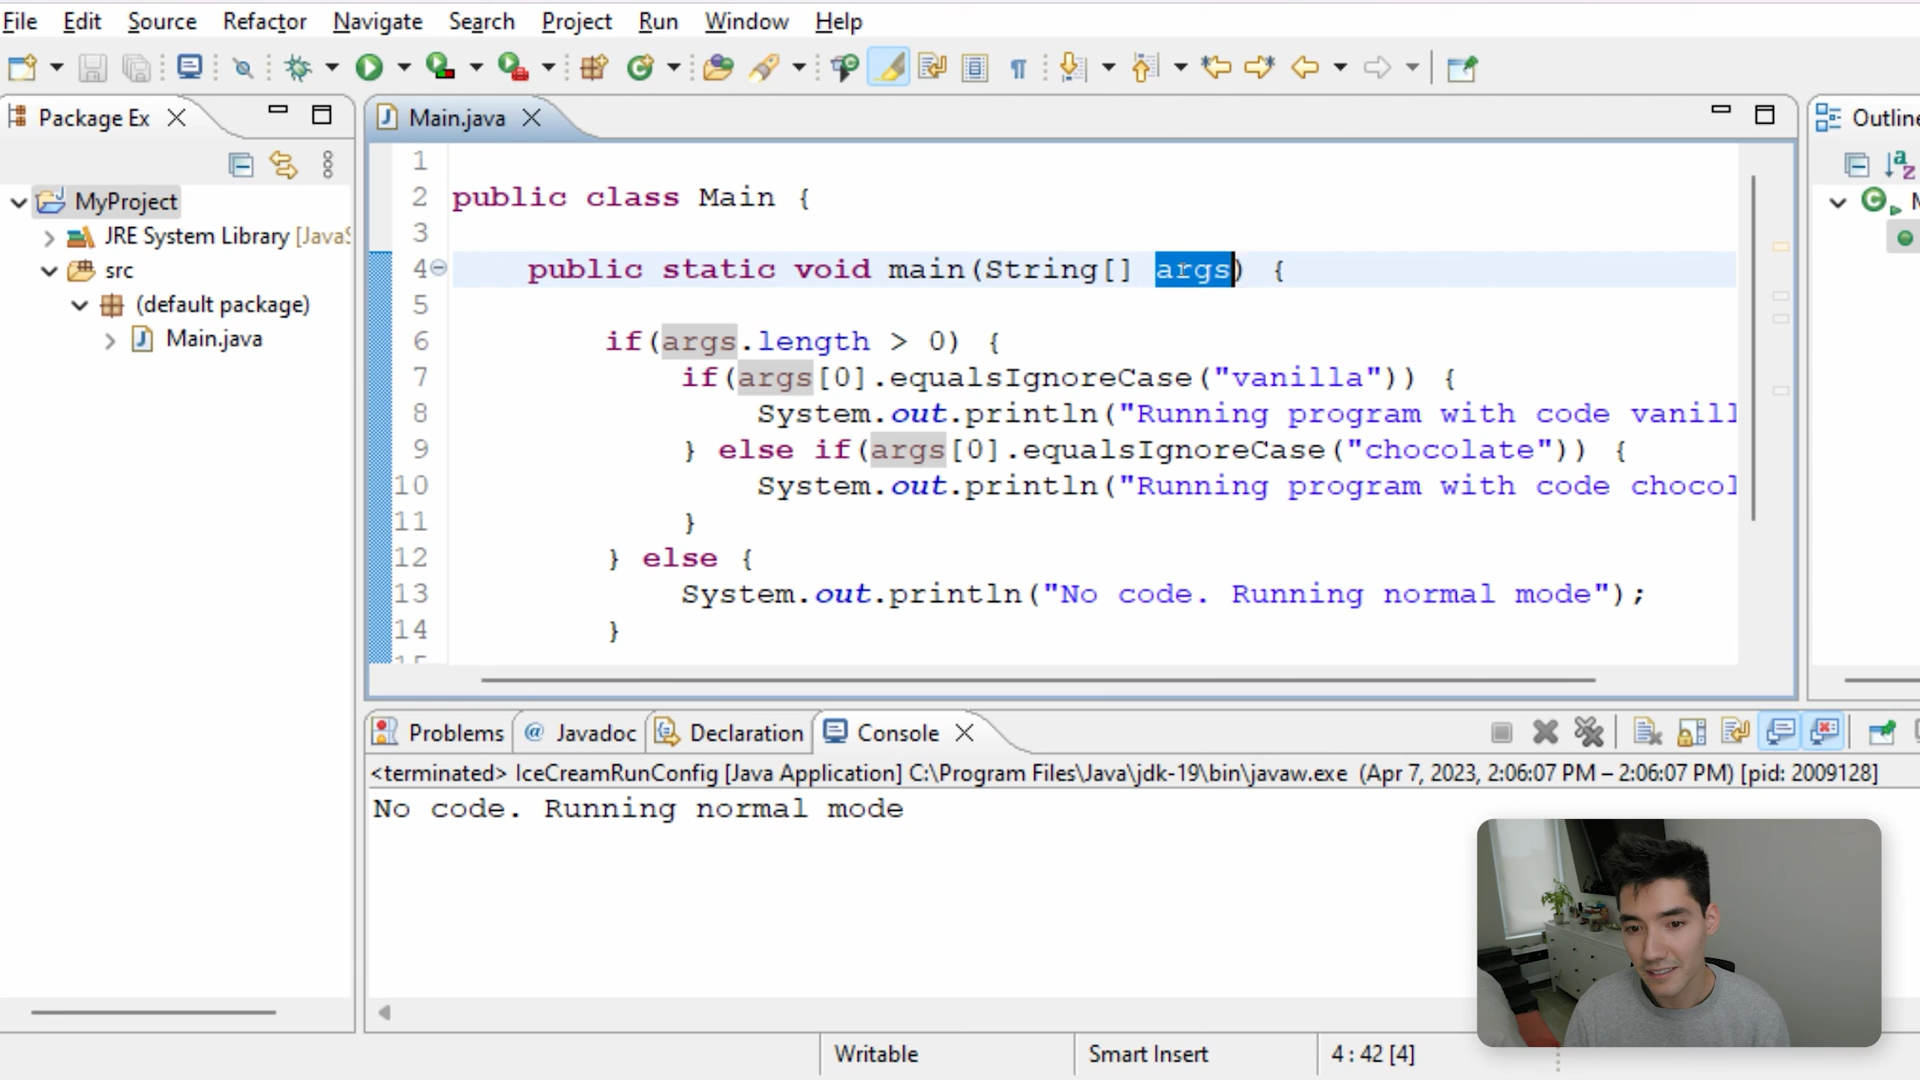 File Edit Source Refactor Navigate Search Project Run Window Help
Package Ex
Main.java
Outline
MyProject
JRE System Library [JavaS
src
(default package)
Main.java
1
2 public class Main {
3
4 public static void main(String[] args) {
5
6 if(args.length > 0) {
7 if(args[0].equalsIgnoreCase("vanilla")) {
8 System.out.println("Running program with code vanill
9 } else if(args[0].equalsIgnoreCase("chocolate")) {
10 System.out.println("Running program with code chocol
11 }
12 } else {
13 System.out.println("No code. Running normal mode");
14 }
Problems Javadoc Declaration Console
<terminated> IceCreamRunConfig [Java Application] C:\Program Files\Java\jdk-19\bin\javaw.exe (Apr 7, 2023, 2:06:07 PM – 2:06:07 PM) [pid: 2009128]
No code. Running normal mode
Writable Smart Insert 4 : 42 [4]